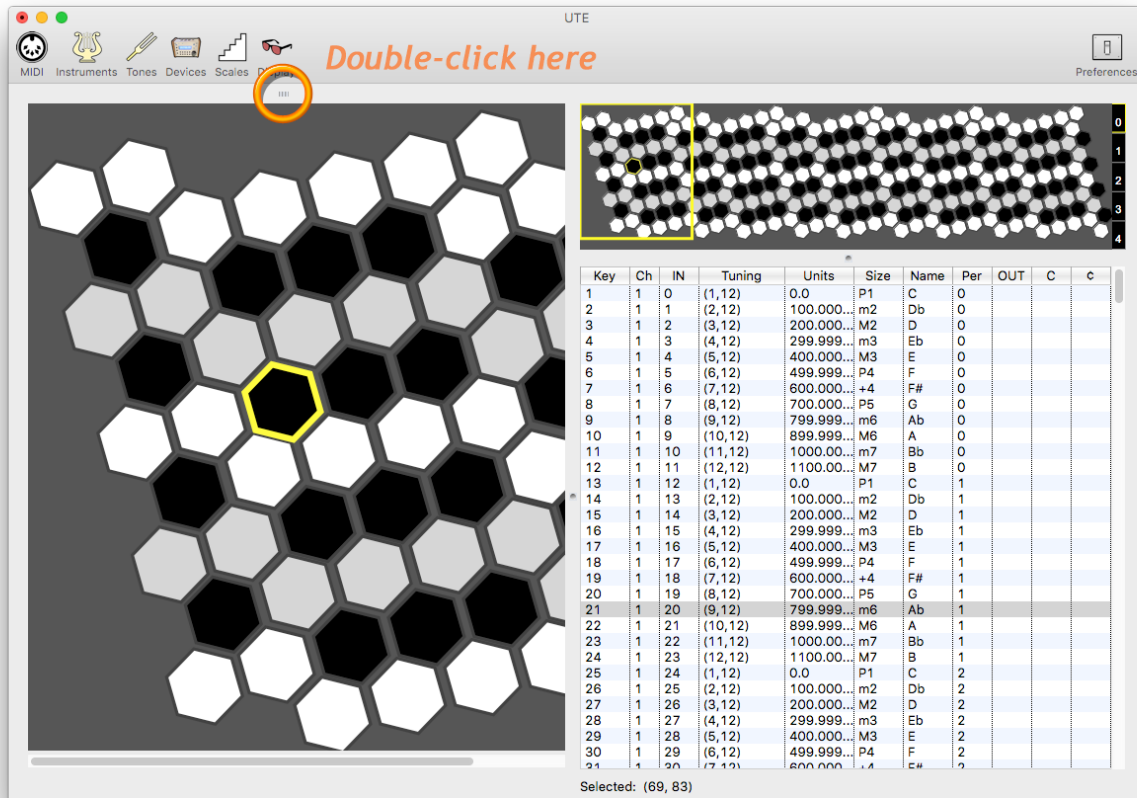 UTE
MIDI Instruments Tones Devices Scales Display Preferences
Double-click here
0
1
2
3
4
Key Ch IN Tuning Units Size Name Per OUT C c
1 1 0 (1,12) 0.0 P1 C 0
2 1 1 (2,12) 100.000... m2 Db 0
3 1 2 (3,12) 200.000... M2 D 0
4 1 3 (4,12) 299.999... m3 Eb 0
5 1 4 (5,12) 400.000... M3 E 0
6 1 5 (6,12) 499.999... P4 F 0
7 1 6 (7,12) 600.000... +4 F# 0
8 1 7 (8,12) 700.000... P5 G 0
9 1 8 (9,12) 799.999... m6 Ab 0
10 1 9 (10,12) 899.999... M6 A 0
11 1 10 (11,12) 1000.00... m7 Bb 0
12 1 11 (12,12) 1100.00... M7 B 0
13 1 12 (1,12) 0.0 P1 C 1
14 1 13 (2,12) 100.000... m2 Db 1
15 1 14 (3,12) 200.000... M2 D 1
16 1 15 (4,12) 299.999... m3 Eb 1
17 1 16 (5,12) 400.000... M3 E 1
18 1 17 (6,12) 499.999... P4 F 1
19 1 18 (7,12) 600.000... +4 F# 1
20 1 19 (8,12) 700.000... P5 G 1
21 1 20 (9,12) 799.999... m6 Ab 1
22 1 21 (10,12) 899.999... M6 A 1
23 1 22 (11,12) 1000.00... m7 Bb 1
24 1 23 (12,12) 1100.00... M7 B 1
25 1 24 (1,12) 0.0 P1 C 2
26 1 25 (2,12) 100.000... m2 Db 2
27 1 26 (3,12) 200.000... M2 D 2
28 1 27 (4,12) 299.999... m3 Eb 2
29 1 28 (5,12) 400.000... M3 E 2
30 1 29 (6,12) 499.999... P4 F 2
31 1 30 (7,12) 600.000... +4 F# 2
Selected: (69, 83)